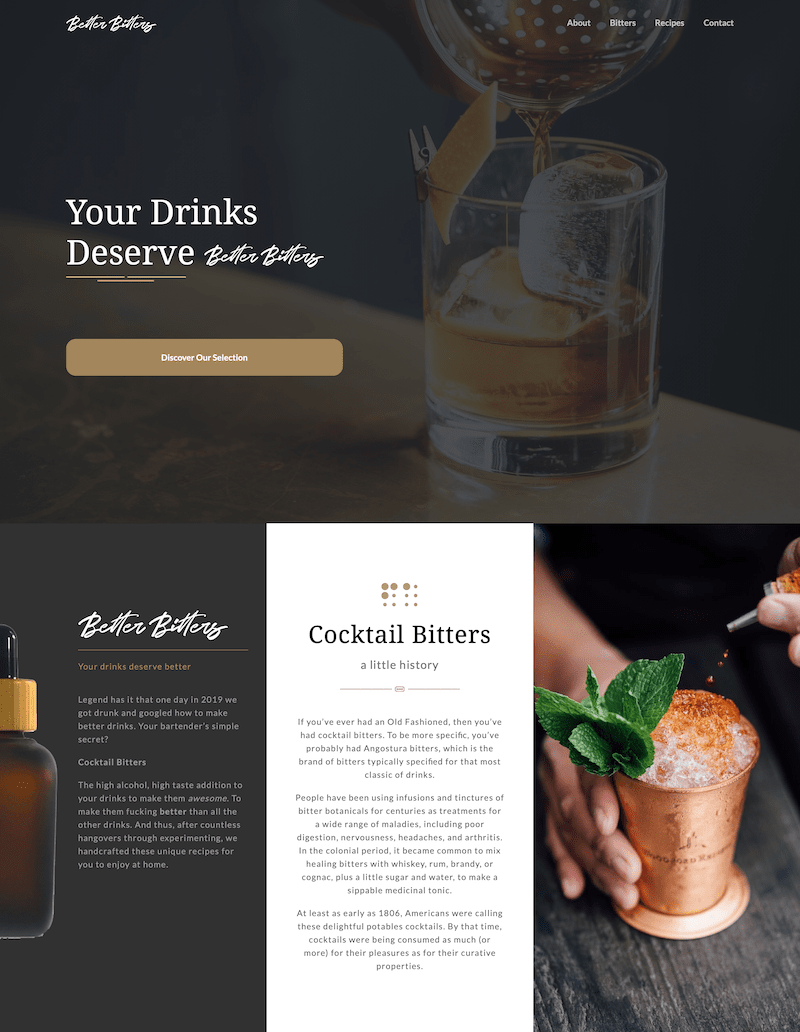 Better Bitters
About Bitters Recipes Contact
Your Drinks
Deserve Better Bitters
Discover Our Selection
Better Bitters
Your drinks deserve better
Legend has it that one day in 2019 we
got drunk and googled how to make
better drinks. Your bartender's simple
secret?
Cocktail Bitters
The high alcohol, high taste addition to
your drinks to make them awesome. To
make them fucking better than all the
other drinks. And thus, after countless
hangovers through experimenting, we
handcrafted these unique recipes for
you to enjoy at home.
Cocktail Bitters
a little history
If you've ever had an Old Fashioned, then you've
had cocktail bitters. To be more specific, you've
probably had Angostura bitters, which is the
brand of bitters typically specified for that most
classic of drinks.
People have been using infusions and tinctures of
bitter botanicals for centuries as treatments for
a wide range of maladies, including poor
digestion, nervousness, headaches, and arthritis.
In the colonial period, it became common to mix
healing bitters with whiskey, rum, brandy, or
cognac, plus a little sugar and water, to make a
sippable medicinal tonic.
At least as early as 1806, Americans were calling
these delightful potables cocktails. By that time,
cocktails were being consumed as much (or
more) for their pleasures as for their curative
properties.